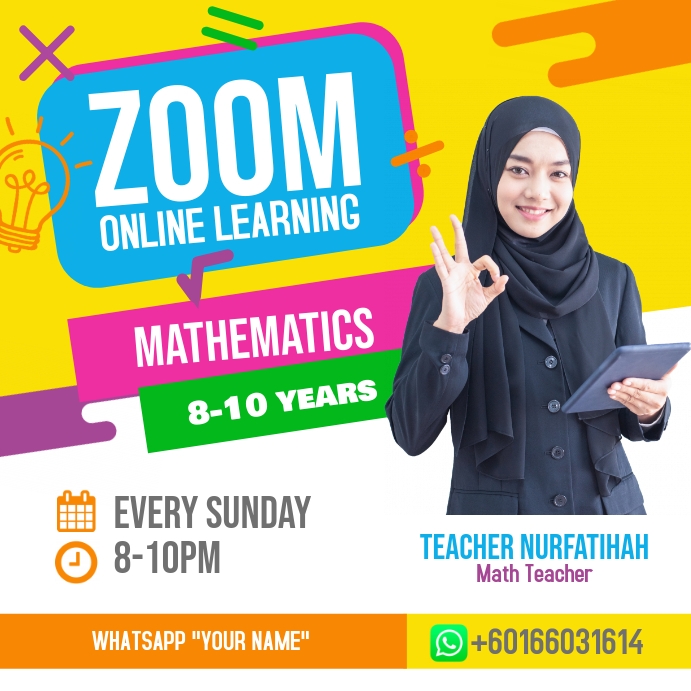 ZOOM
ONLINE LEARNING
MATHEMATICS
8-10 YEARS
EVERY SUNDAY
8-10PM
TEACHER NURFATIHAH
Math Teacher
WHATSAPP "YOUR NAME"
+60166031614